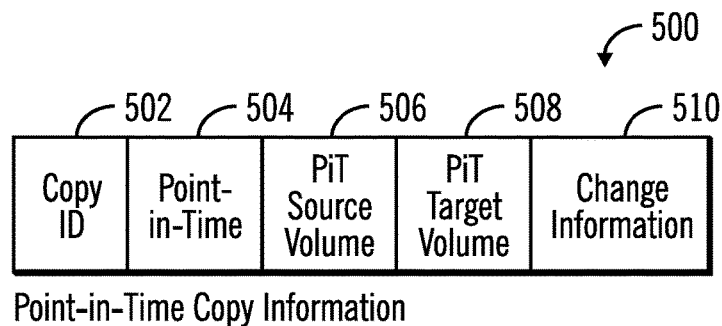 500
502 504 506 508 510
Copy ID
Point-in-Time
PiT Source Volume
PiT Target Volume
Change Information
Point-in-Time Copy Information